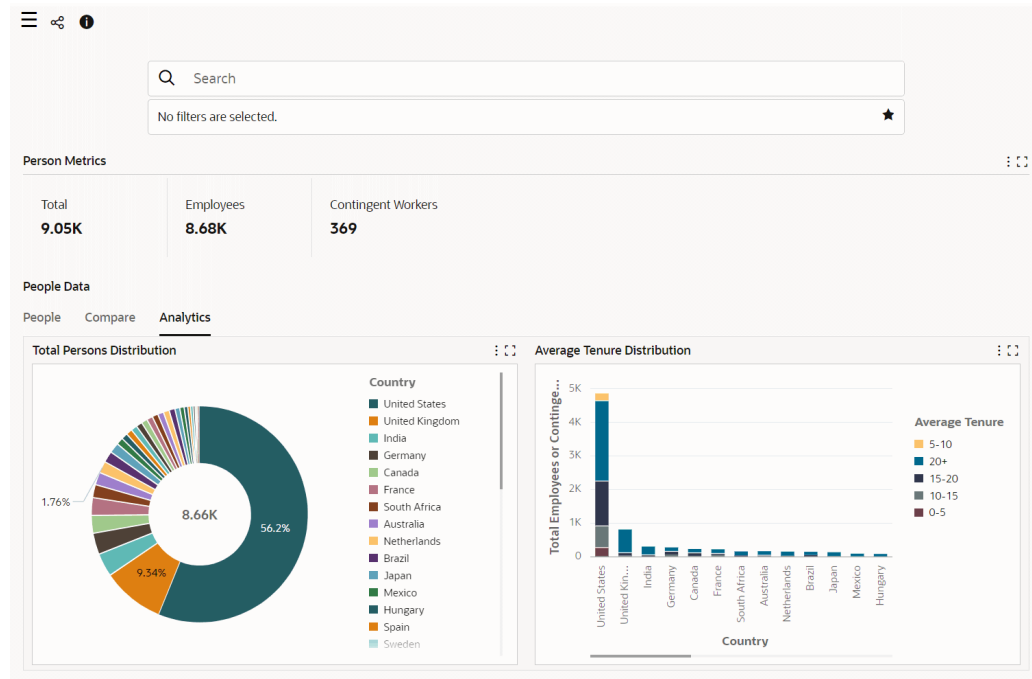 Search
No filters are selected.
Person Metrics
Total
9.05K
Employees
8.68K
Contingent Workers
369
People Data
People Compare Analytics
Total Persons Distribution
1.76%
9.34%
8.66K
56.2%
Country
United States
United Kingdom
India
Germany
Canada
France
South Africa
Australia
Netherlands
Brazil
Japan
Mexico
Hungary
Spain
Sweden
Average Tenure Distribution
Total Employees or Continge...
5K
4K
3K
2K
1K
0
United States
United Kin...
India
Germany
Canada
France
South Africa
Australia
Netherlands
Brazil
Japan
Mexico
Hungary
Country
Average Tenure
5-10
20+
15-20
10-15
0-5